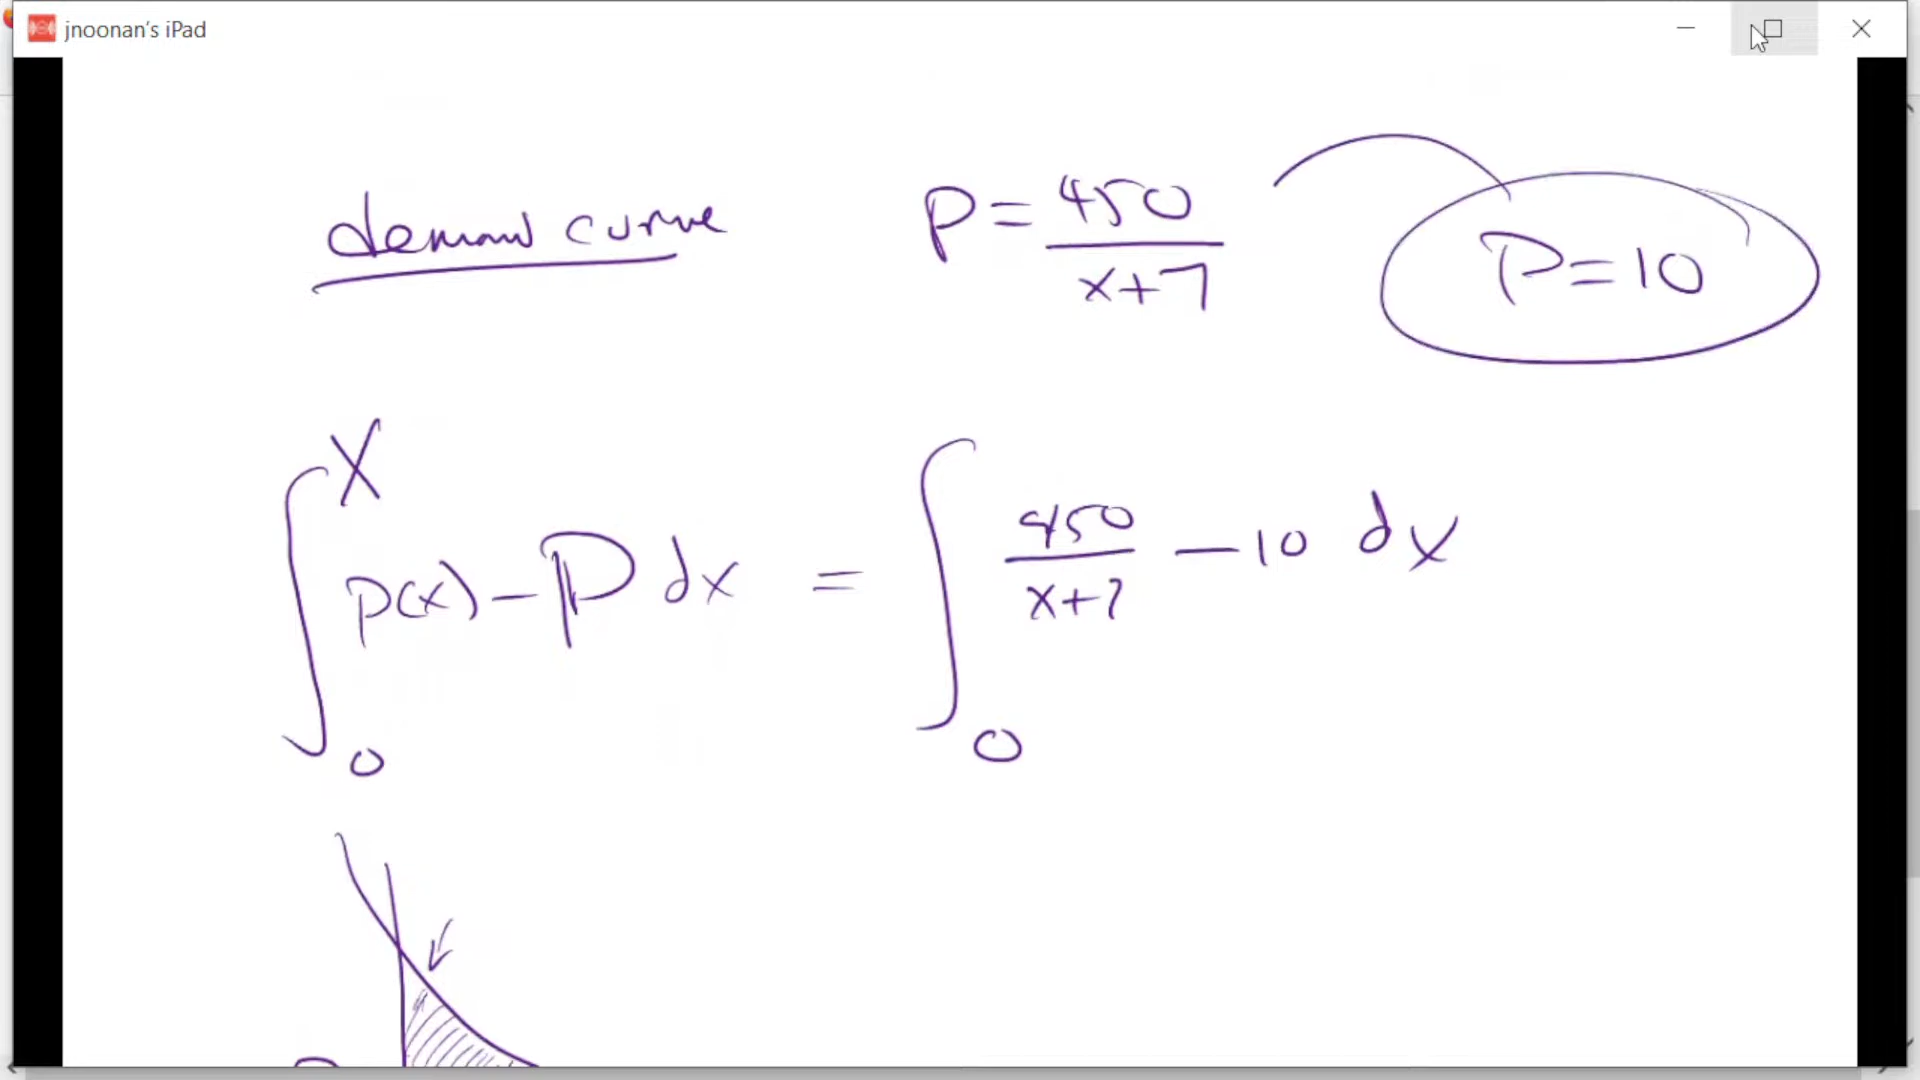 jnoonan's iPad
demand curve
p = 450 / x+7
P = 10
∫₀^X p(x) - P dx = ∫₀ 450 / x+7 - 10 dx